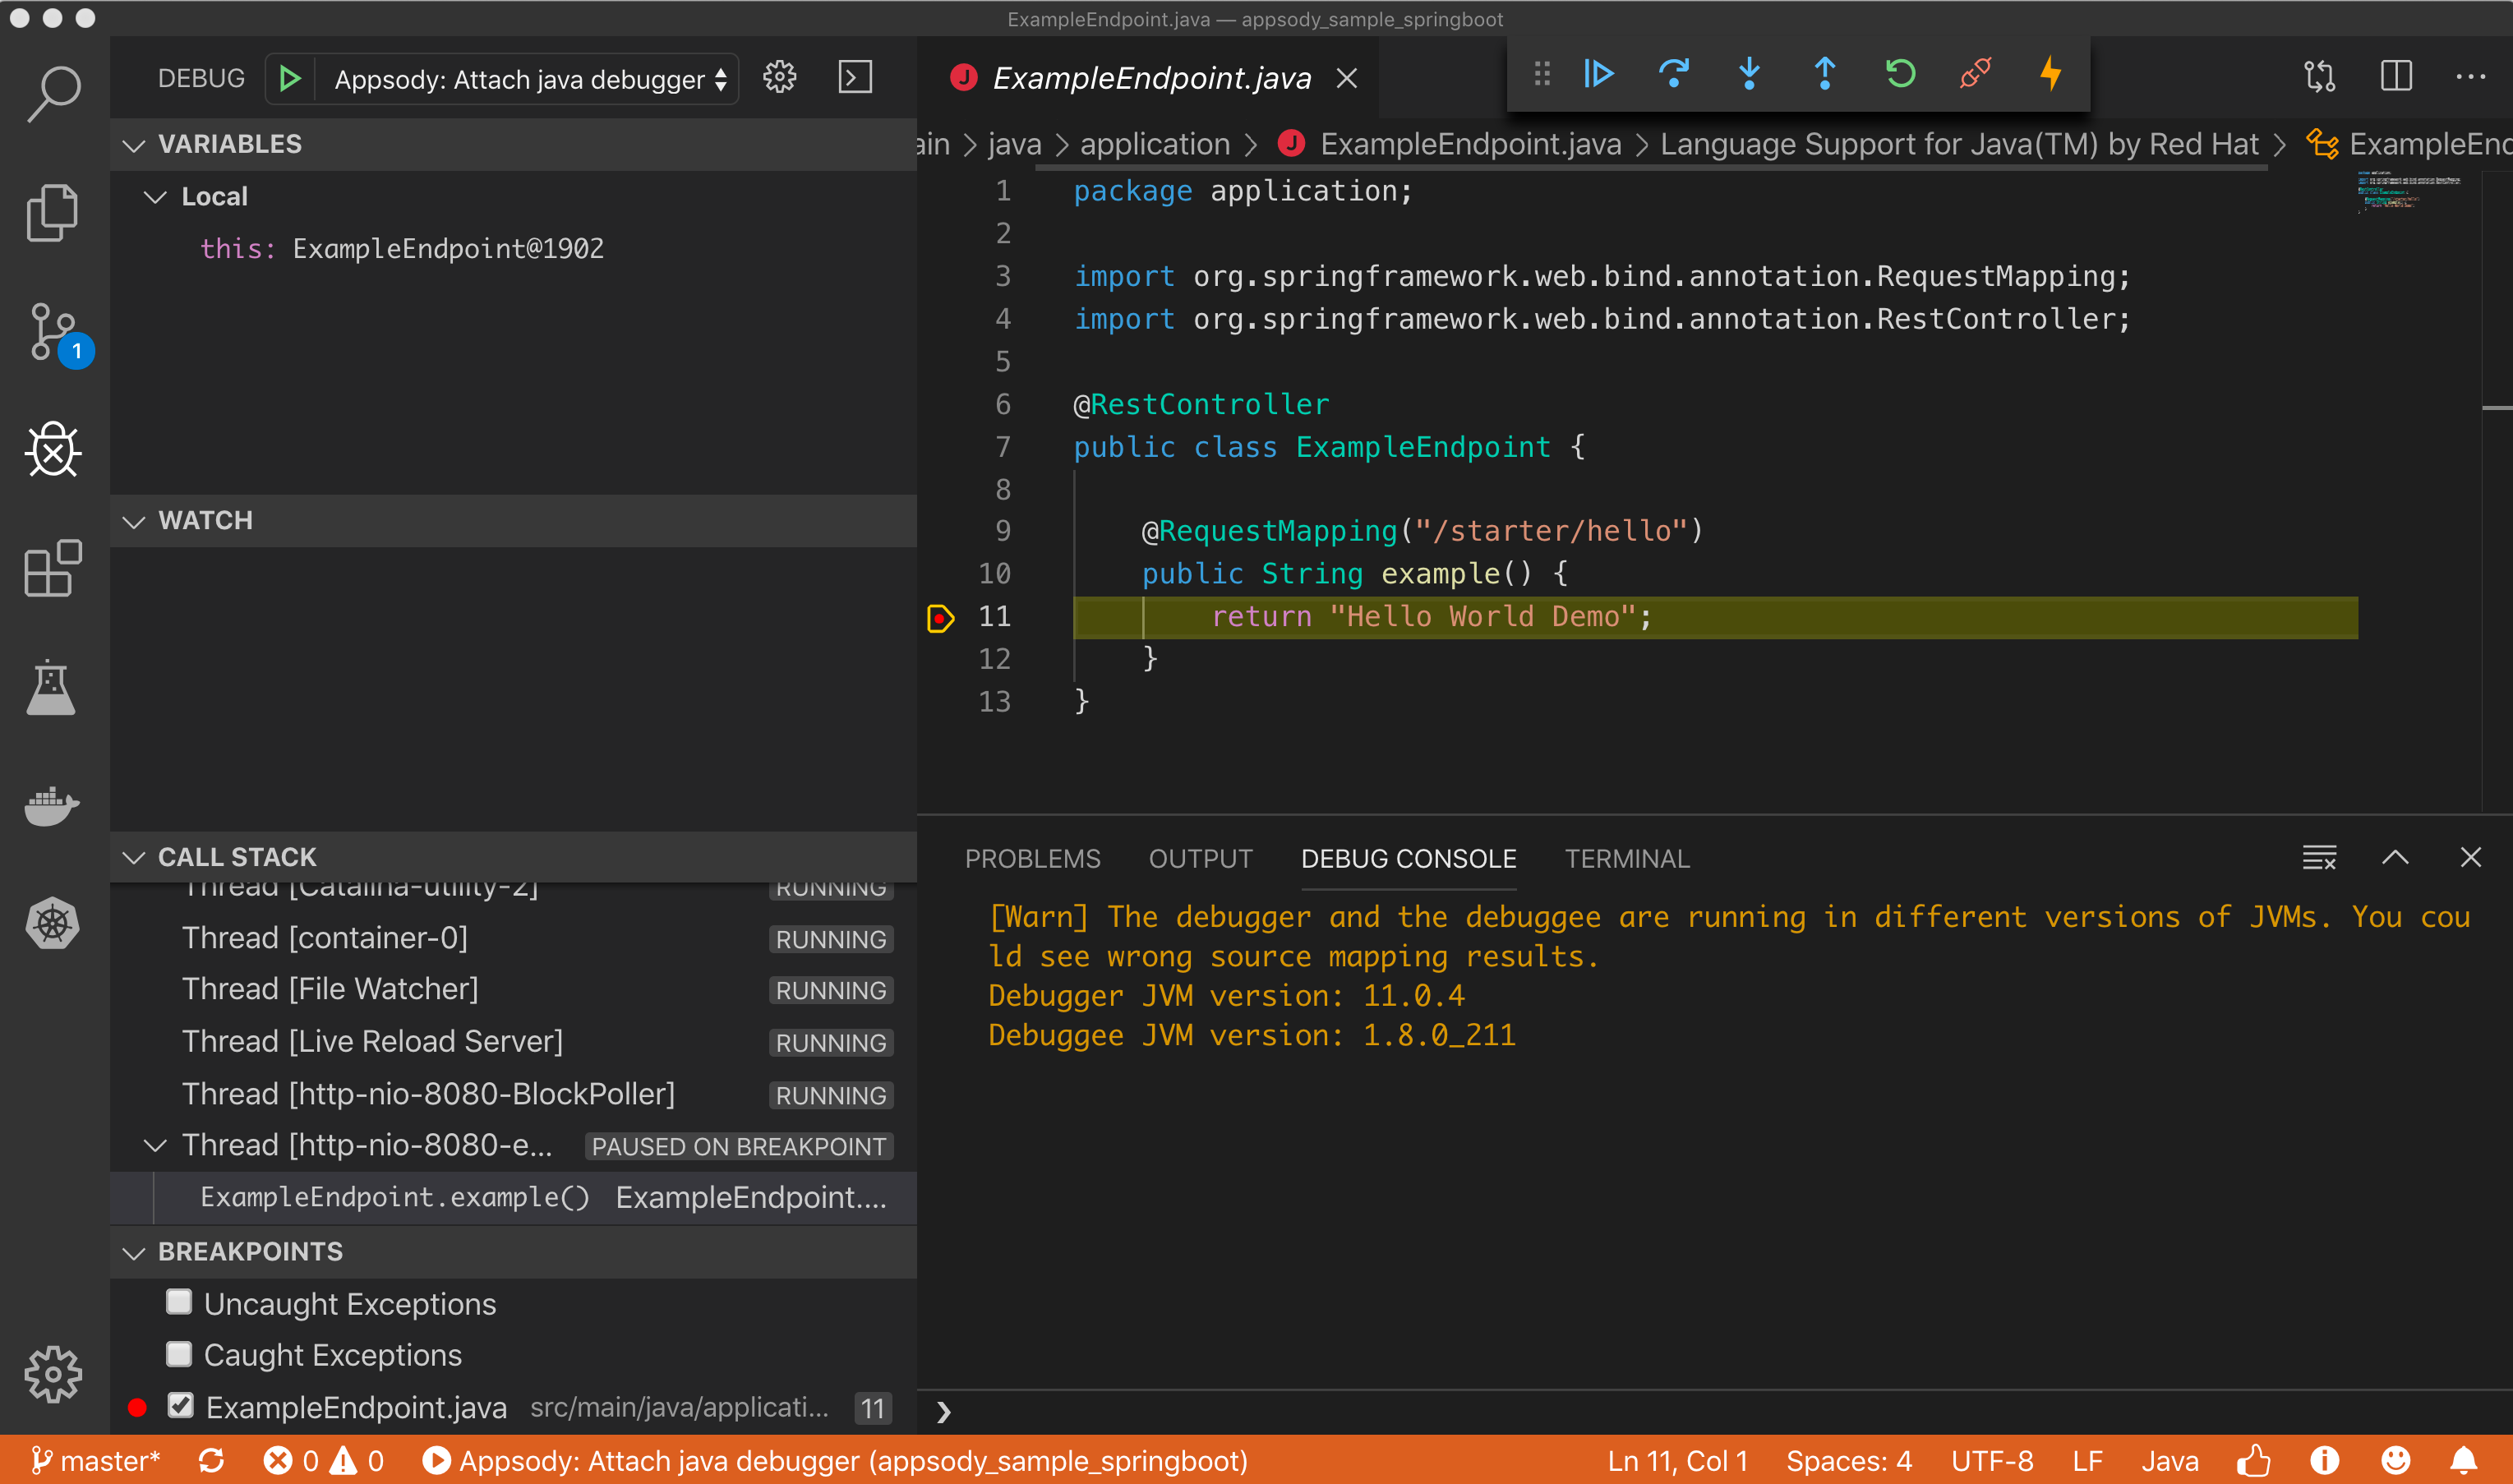 ExampleEndpoint.java — appsody_sample_springboot
DEBUG
Appsody: Attach java debugger
ExampleEndpoint.java
ain > java > application > ExampleEndpoint.java > Language Support for Java(TM) by Red Hat > ExampleEnd
VARIABLES
Local
this: ExampleEndpoint@1902
1
WATCH
CALL STACK
Thread [Catalina-utility-2] RUNNING
Thread [container-0] RUNNING
Thread [File Watcher] RUNNING
Thread [Live Reload Server] RUNNING
Thread [http-nio-8080-BlockPoller] RUNNING
Thread [http-nio-8080-e... PAUSED ON BREAKPOINT
ExampleEndpoint.example() ExampleEndpoint....
BREAKPOINTS
Uncaught Exceptions
Caught Exceptions
ExampleEndpoint.java src/main/java/applicati... 11
1 package application;
2
3 import org.springframework.web.bind.annotation.RequestMapping;
4 import org.springframework.web.bind.annotation.RestController;
5
6 @RestController
7 public class ExampleEndpoint {
8
9 @RequestMapping("/starter/hello")
10 public String example() {
11 return "Hello World Demo";
12 }
13 }
PROBLEMS OUTPUT DEBUG CONSOLE TERMINAL
[Warn] The debugger and the debuggee are running in different versions of JVMs. You cou
ld see wrong source mapping results.
Debugger JVM version: 11.0.4
Debuggee JVM version: 1.8.0_211
master* 0 0 Appsody: Attach java debugger (appsody_sample_springboot) Ln 11, Col 1 Spaces: 4 UTF-8 LF Java